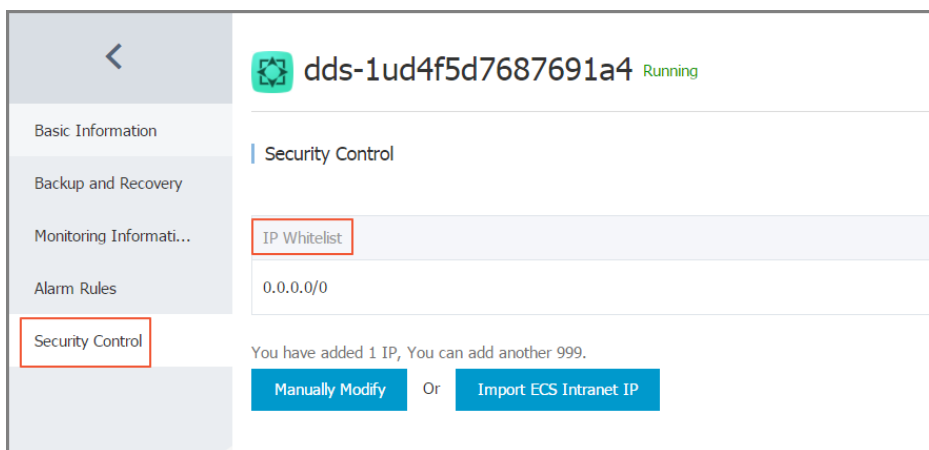 dds-1ud4f5d7687691a4 Running
Basic Information
Backup and Recovery
Monitoring Informati...
Alarm Rules
Security Control
Security Control
IP Whitelist
0.0.0.0/0
You have added 1 IP, You can add another 999.
Manually Modify Or Import ECS Intranet IP